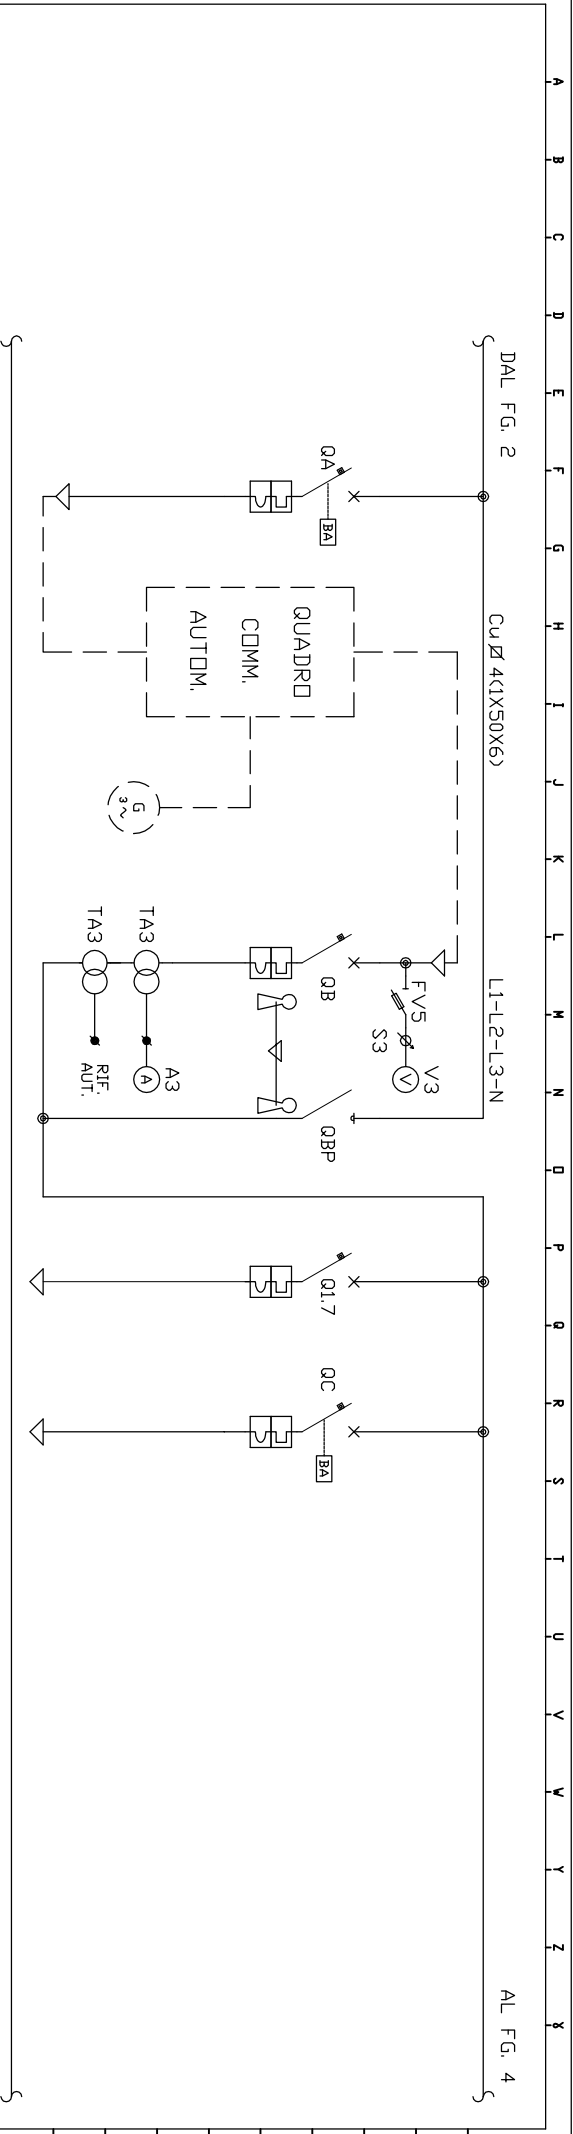 A
B
C
D
E
F
G
H
I
J
K
L
M
N
O
P
Q
R
S
T
U
V
W
Y
Z
X
DAL FG. 2
Cu 4(1X50X6)
L1-L2-L3-N
AL FG. 4
QA
BA
QUADRO
COMM.
AUTOM.
G
3~
FV5
S3
V3
V
QB
QBP
TA3
A3
A
TA3
RIF.
AUT.
Q1.7
QC
BA